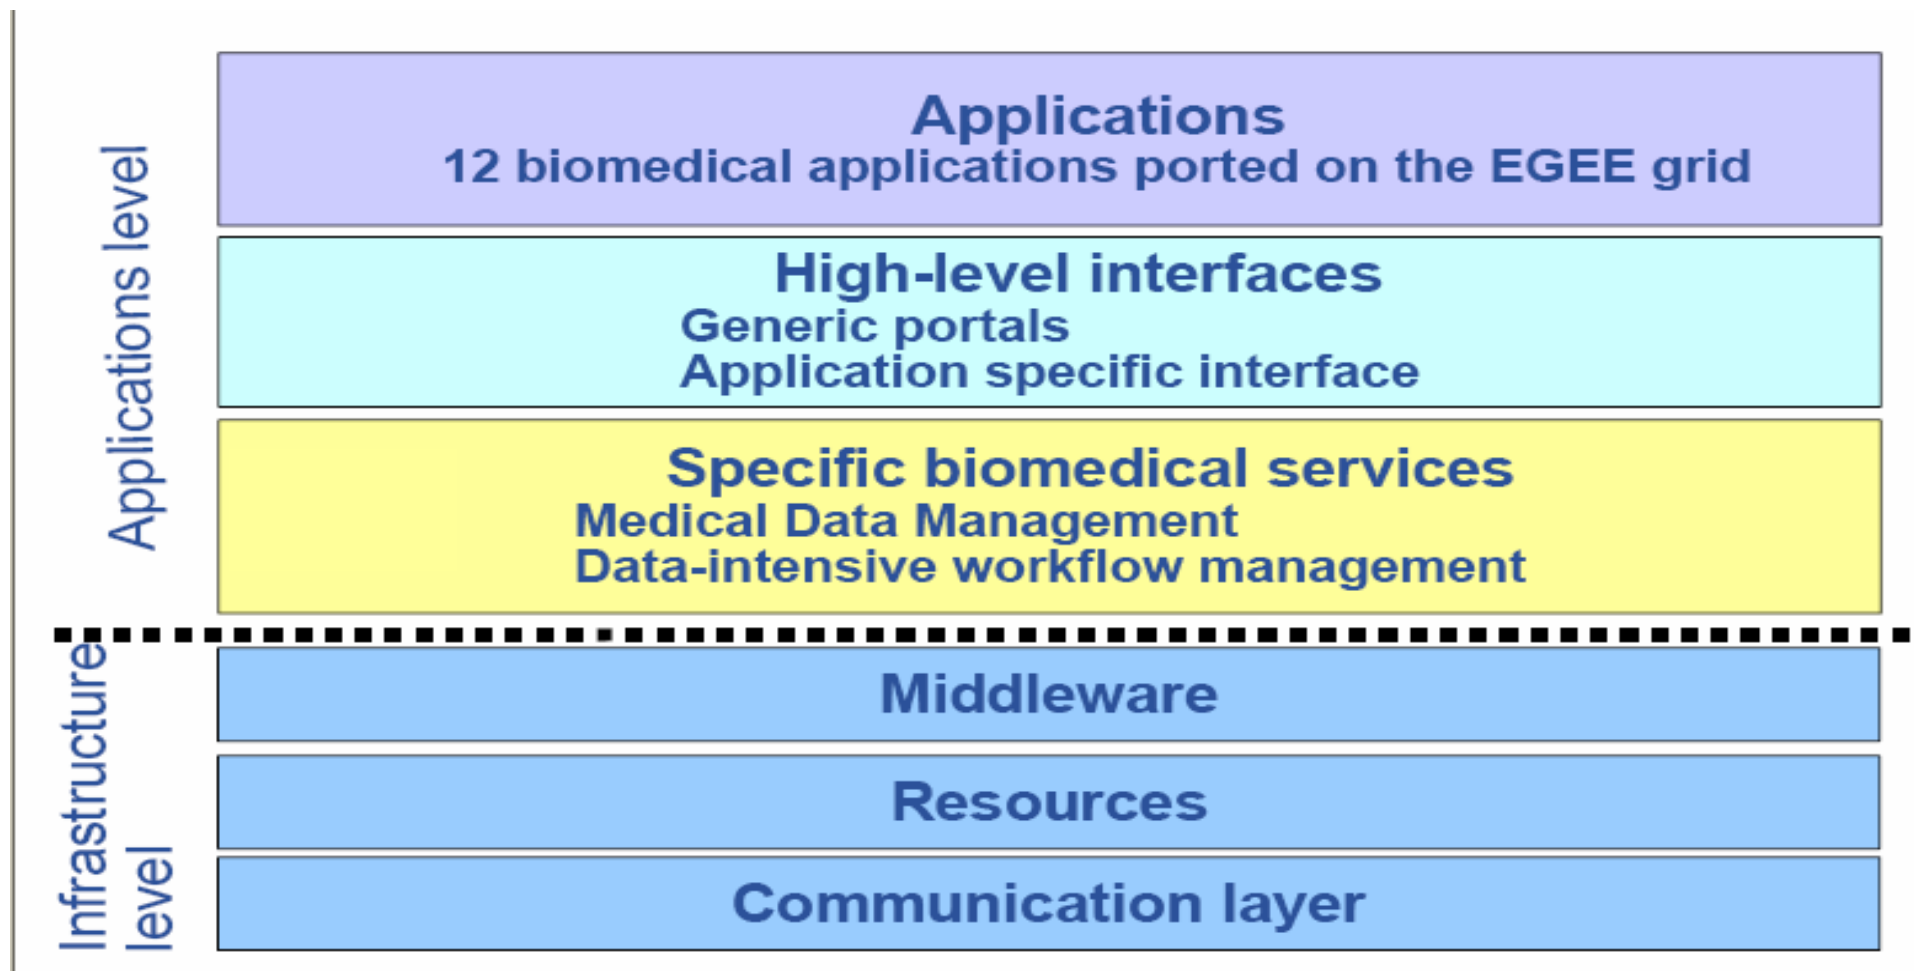 Applications level
Applications
12 biomedical applications ported on the EGEE grid
High-level interfaces
Generic portals
Application specific interface
Specific biomedical services
Medical Data Management
Data-intensive workflow management
Infrastructure
level
Middleware
Resources
Communication layer